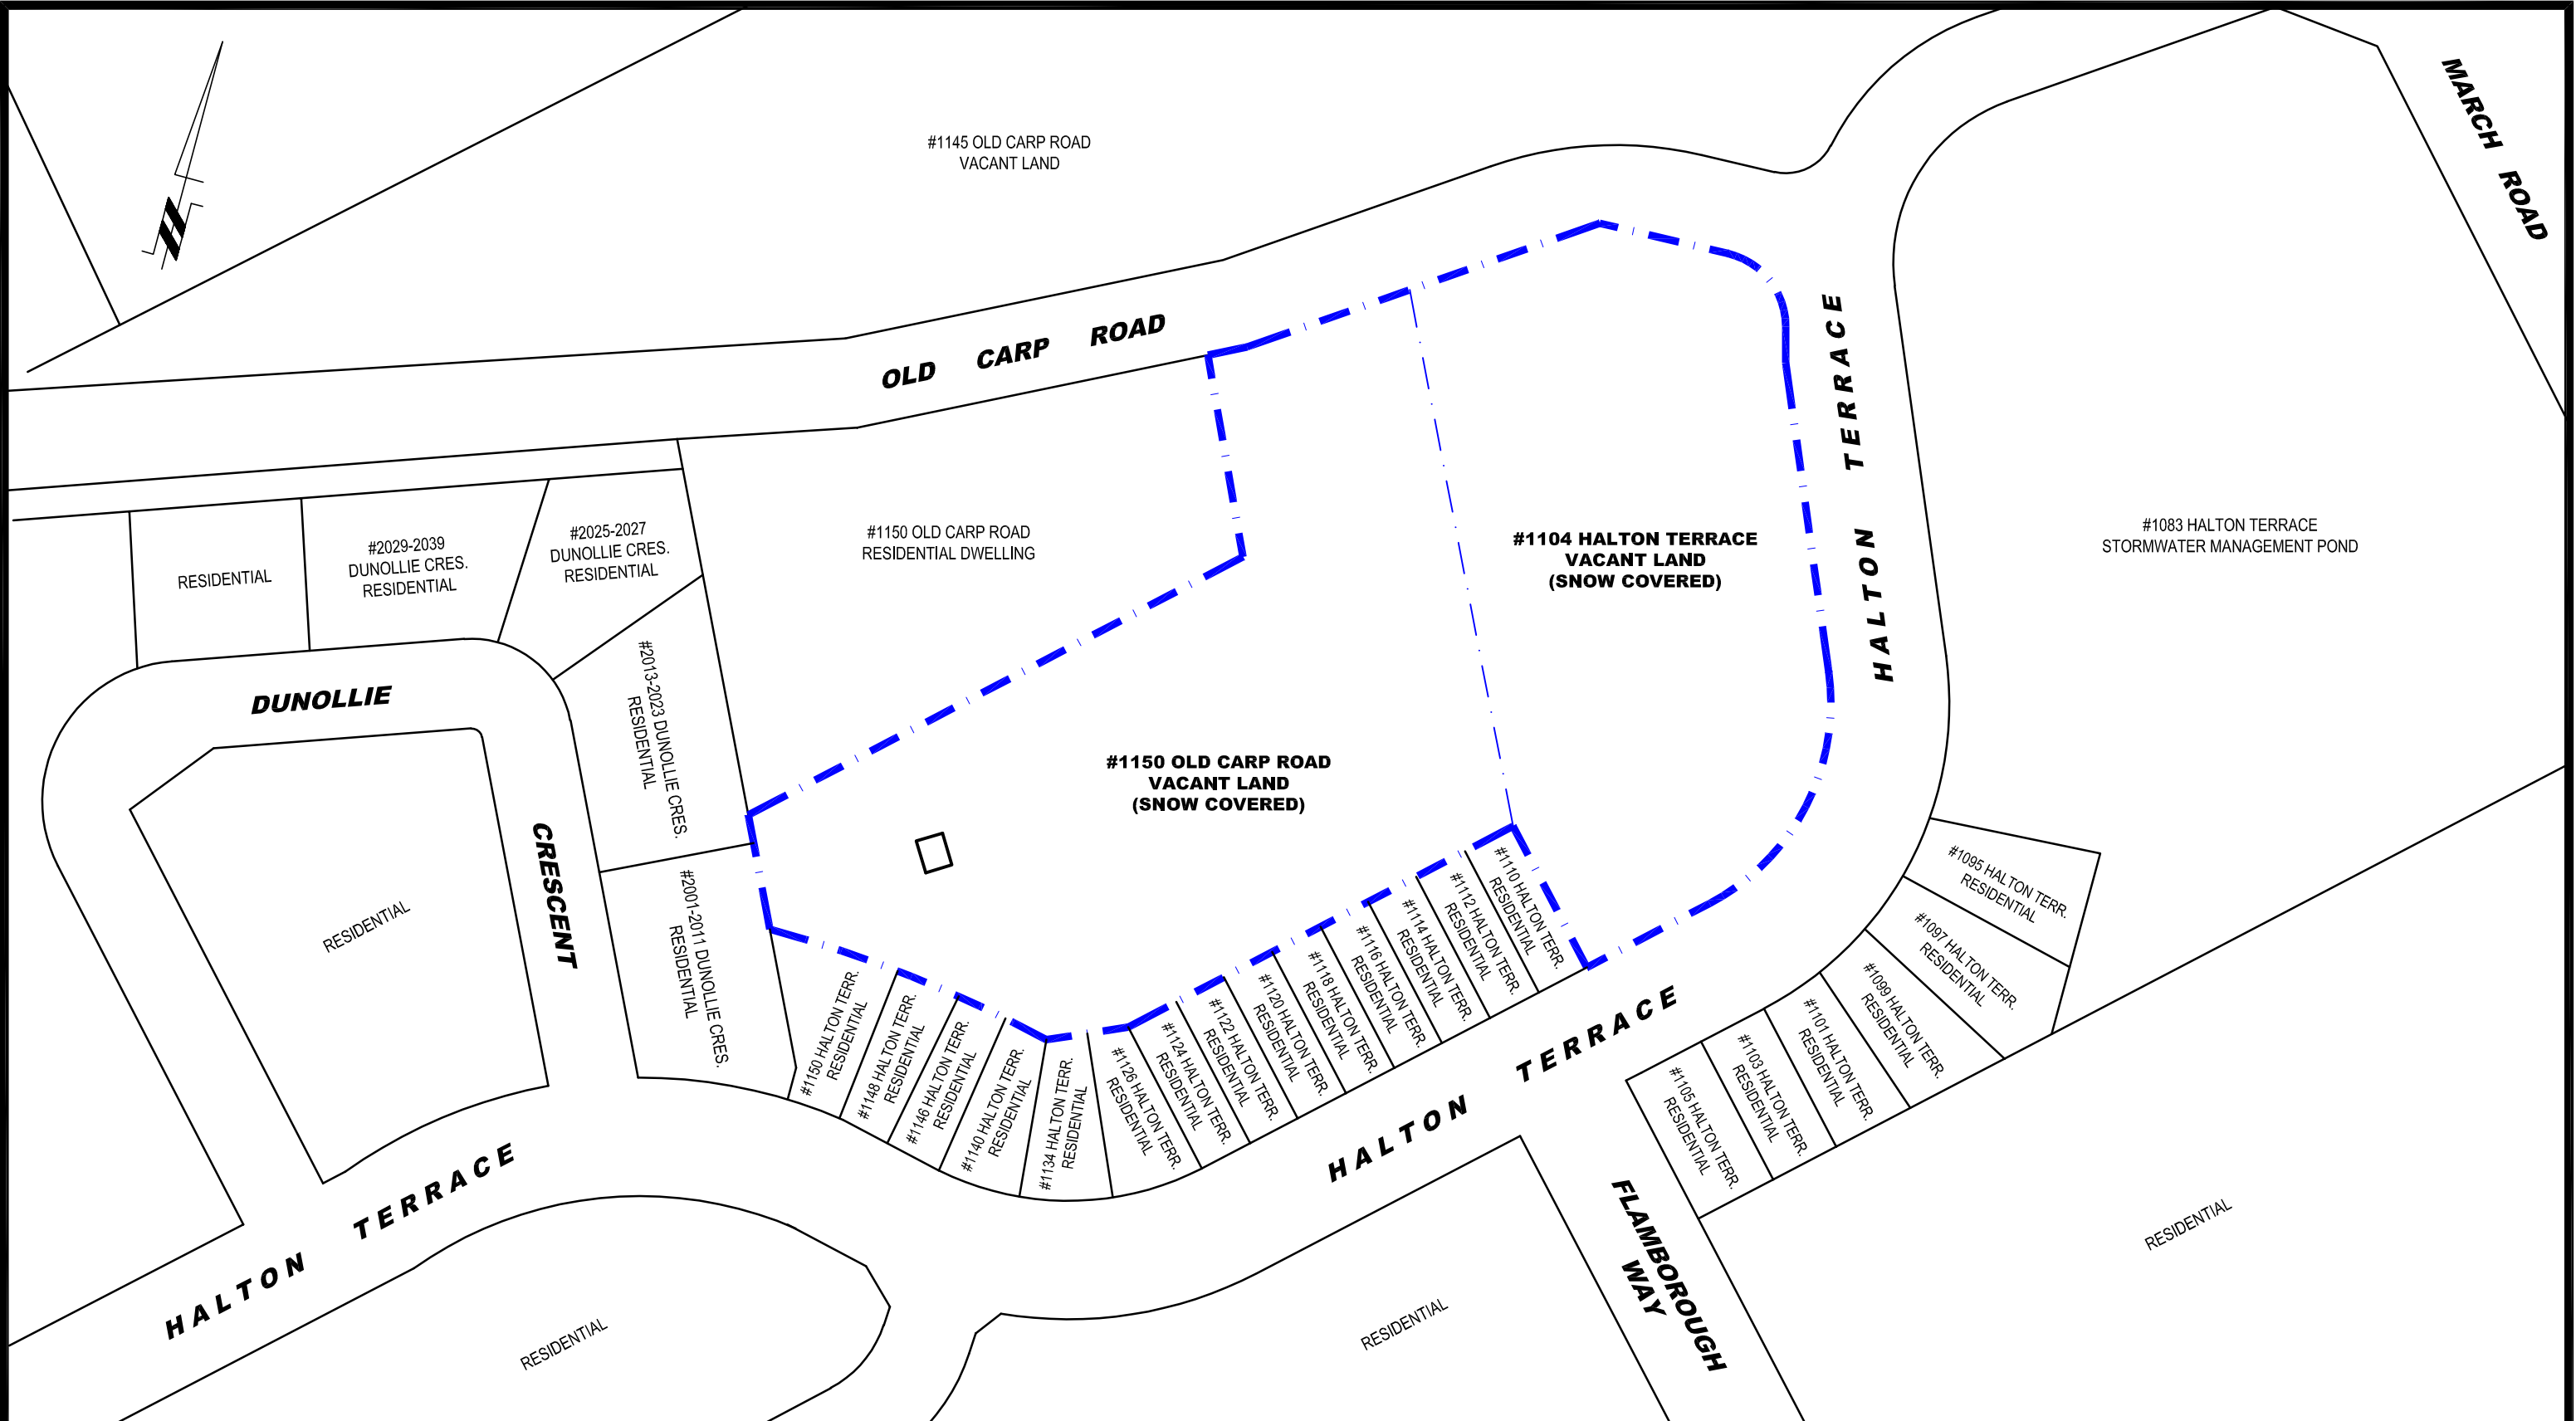 #1145 OLD CARP ROAD
VACANT LAND
MARCH ROAD
OLD CARP ROAD
HALTON TERRACE
#1150 OLD CARP ROAD
RESIDENTIAL DWELLING
#1104 HALTON TERRACE
VACANT LAND
(SNOW COVERED)
#1083 HALTON TERRACE
STORMWATER MANAGEMENT POND
RESIDENTIAL
#2029-2039
DUNOLLIE CRES.
RESIDENTIAL
#2025-2027
DUNOLLIE CRES.
RESIDENTIAL
#2013-2023 DUNOLLIE CRES.
RESIDENTIAL
DUNOLLIE
CRESCENT
#1150 OLD CARP ROAD
VACANT LAND
(SNOW COVERED)
RESIDENTIAL
#2001-2011 DUNOLLIE CRES.
RESIDENTIAL
#1150 HALTON TERR.
RESIDENTIAL
#1148 HALTON TERR.
RESIDENTIAL
#1146 HALTON TERR.
RESIDENTIAL
#1140 HALTON TERR.
RESIDENTIAL
#1134 HALTON TERR.
RESIDENTIAL
#1126 HALTON TERR.
RESIDENTIAL
#1124 HALTON TERR.
RESIDENTIAL
#1122 HALTON TERR.
RESIDENTIAL
#1120 HALTON TERR.
RESIDENTIAL
#1118 HALTON TERR.
RESIDENTIAL
#1116 HALTON TERR.
RESIDENTIAL
#1114 HALTON TERR.
RESIDENTIAL
#1112 HALTON TERR.
RESIDENTIAL
#1110 HALTON TERR.
RESIDENTIAL
#1095 HALTON TERR.
RESIDENTIAL
#1097 HALTON TERR.
RESIDENTIAL
#1099 HALTON TERR.
RESIDENTIAL
#1101 HALTON TERR.
RESIDENTIAL
#1103 HALTON TERR.
RESIDENTIAL
#1105 HALTON TERR.
RESIDENTIAL
HALTON TERRACE
HALTON TERRACE
FLAMBOROUGH
WAY
RESIDENTIAL
RESIDENTIAL
RESIDENTIAL